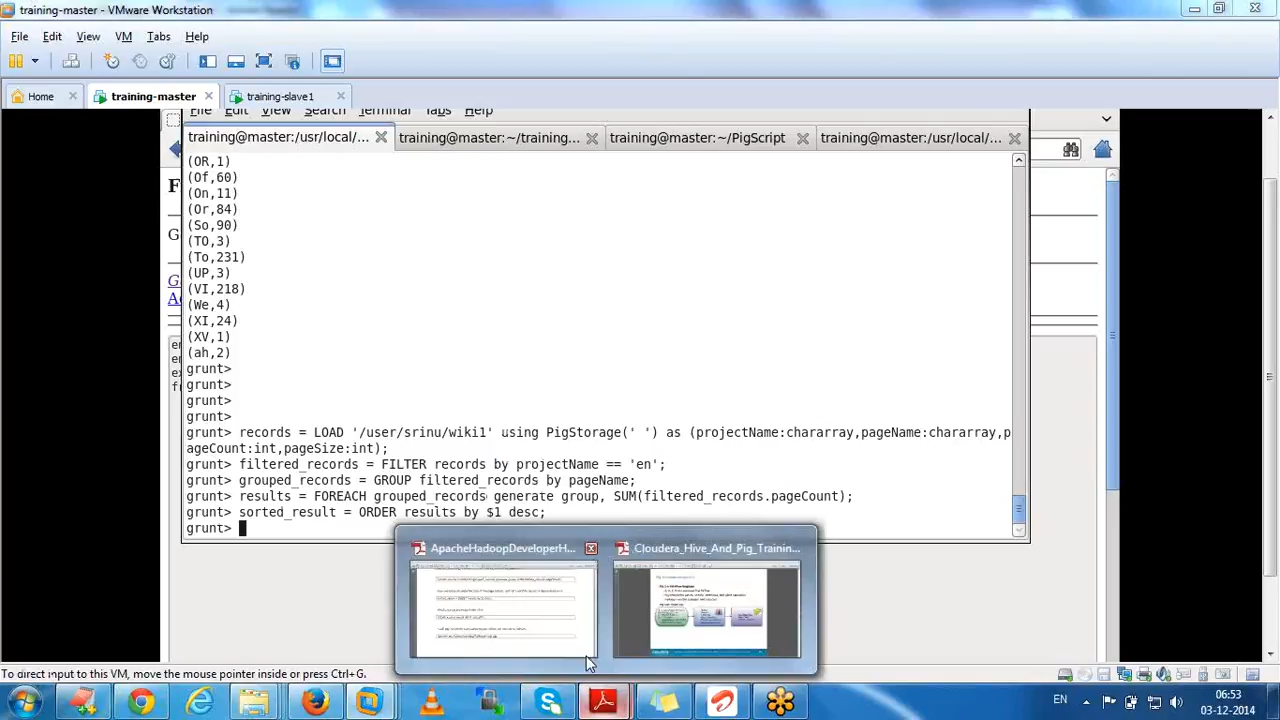 training-master - VMware Workstation
File Edit View VM Tabs Help
Home training-master training-slave1
File Edit View Search Terminal Tabs Help
training@master:/usr/local/... training@master:~/training... training@master:~/PigScript training@master:/usr/local/...
(OR,1)
(Of,60)
(On,11)
(Or,84)
(So,90)
(TO,3)
(To,231)
(UP,3)
(VI,218)
(We,4)
(XI,24)
(XV,1)
(ah,2)
grunt>
grunt>
grunt>
grunt>
grunt> records = LOAD '/user/srinu/wiki1' using PigStorage(' ') as (projectName:chararray,pageName:chararray,p
ageCount:int,pageSize:int);
grunt> filtered_records = FILTER records by projectName == 'en';
grunt> grouped_records = GROUP filtered_records by pageName;
grunt> results = FOREACH grouped_records generate group, SUM(filtered_records.pageCount);
grunt> sorted_result = ORDER results by $1 desc;
grunt>
ApacheHadoopDeveloperH... Cloudera_Hive_And_Pig_Trainin...
To direct input to this VM, move the mouse pointer inside or press Ctrl+G.
EN 06:53
03-12-2014